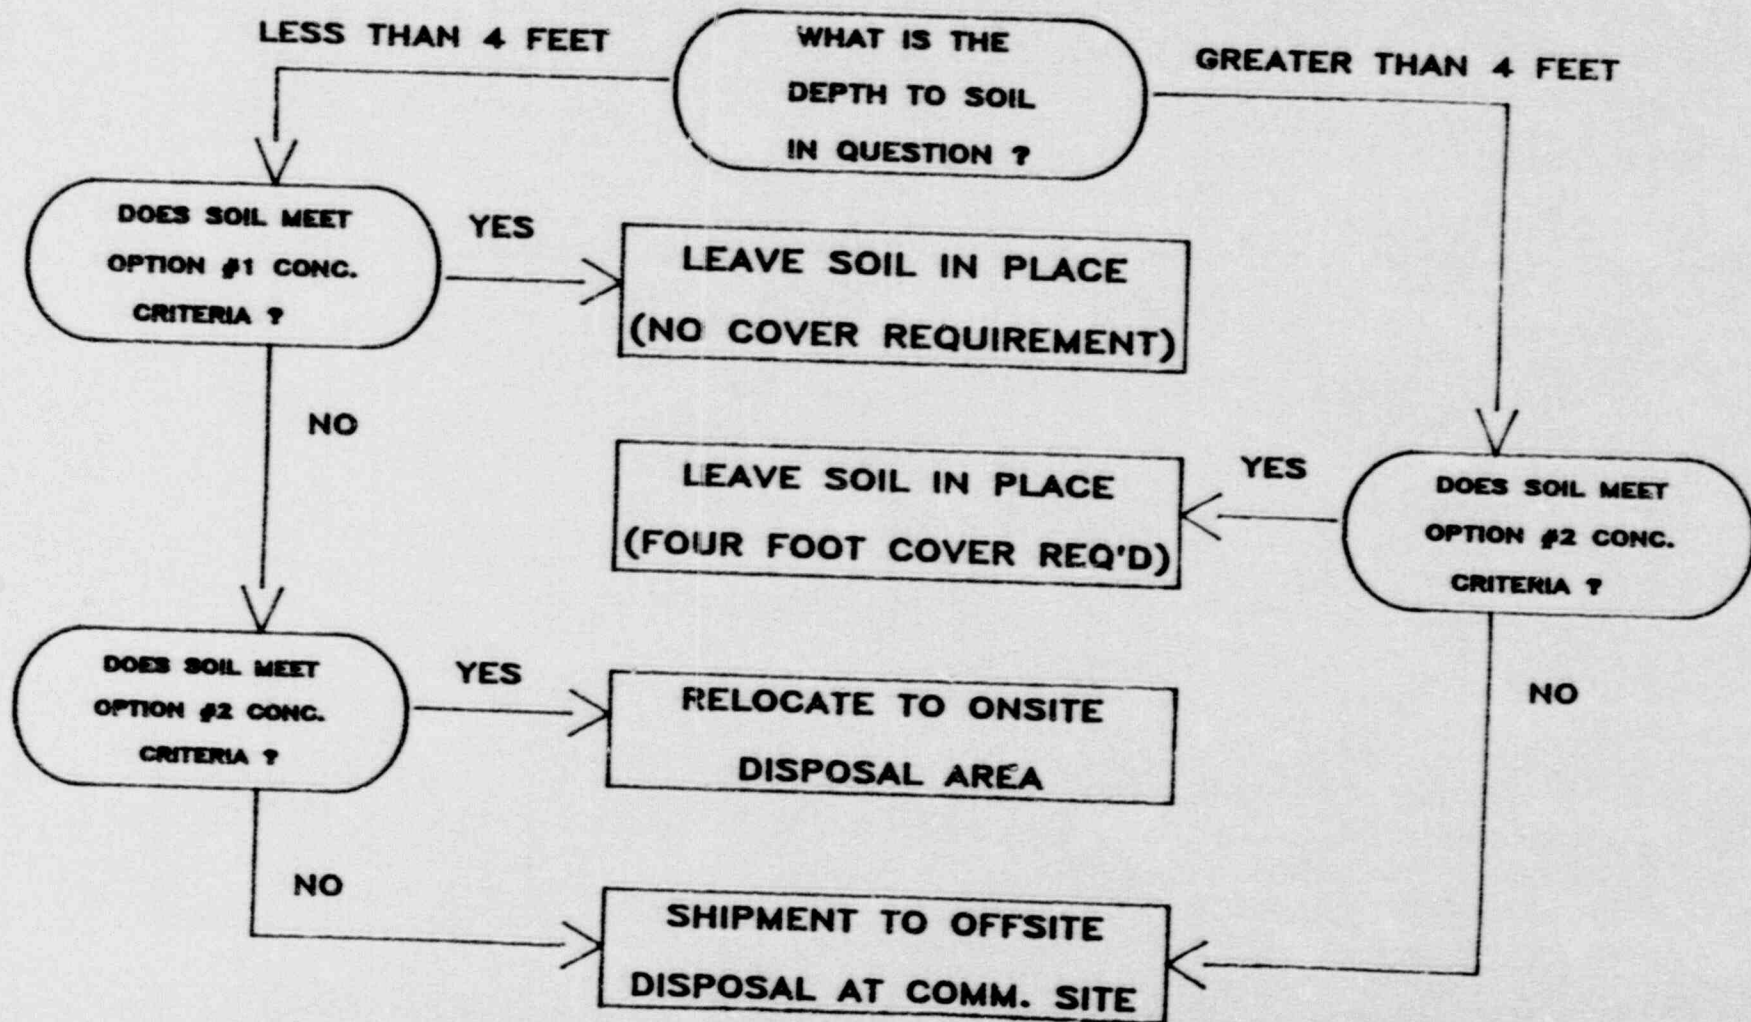 WHAT IS THE
DEPTH TO SOIL
IN QUESTION ?
LESS THAN 4 FEET
GREATER THAN 4 FEET
DOES SOIL MEET
OPTION #1 CONC.
CRITERIA ?
YES
LEAVE SOIL IN PLACE
(NO COVER REQUIREMENT)
NO
LEAVE SOIL IN PLACE
(FOUR FOOT COVER REQ'D)
YES
DOES SOIL MEET
OPTION #2 CONC.
CRITERIA ?
DOES SOIL MEET
OPTION #2 CONC.
CRITERIA ?
YES
RELOCATE TO ONSITE
DISPOSAL AREA
NO
NO
SHIPMENT TO OFFSITE
DISPOSAL AT COMM. SITE